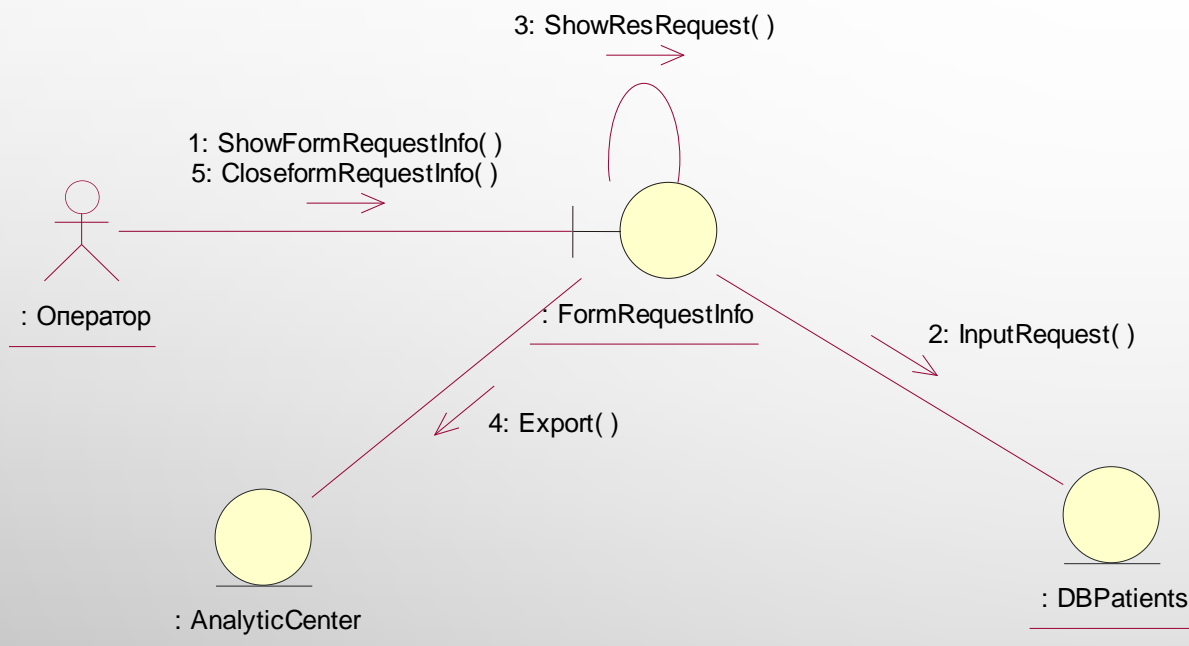 3: ShowResRequest( )
1: ShowFormRequestInfo( )
5: CloseformRequestInfo( )
: Оператор
: FormRequestInfo
2: InputRequest( )
4: Export( )
: AnalyticCenter
: DBPatients